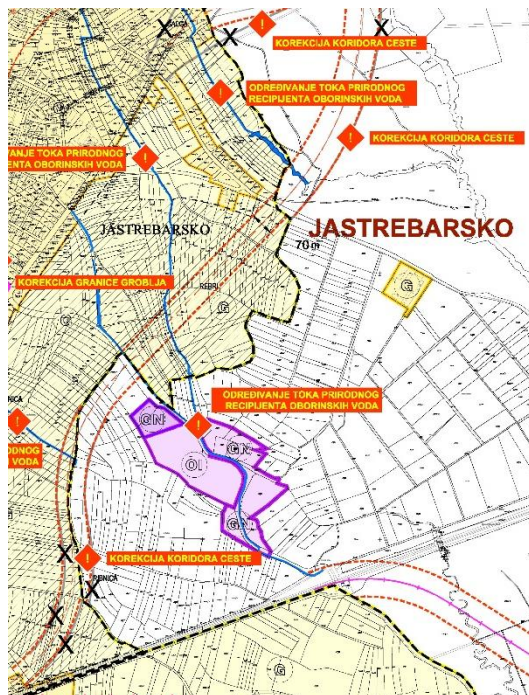 KOREKCIJA KORIDORA CESTE
ODREĐIVANJE TOKA PRIRODNOG
RECIPIJENTA OBORINSKIH VODA
KOREKCIJA KORIDORA CESTE
VANJE TOKA PRIRODNOG
JENTA OBORINSKIH VODA
JASTREBARSKO
JASTREBARSKO
70 m
G
KOREKCIJA GRANICE GROBLJA
REBRI
G
ODREĐIVANJE TOKA PRIRODNOG
RECIPIJENTA OBORINSKIH VODA
GN
GN
OI
RODNOG
H VODA
GN
KOREKCIJA KORIDORA CESTE
G
G